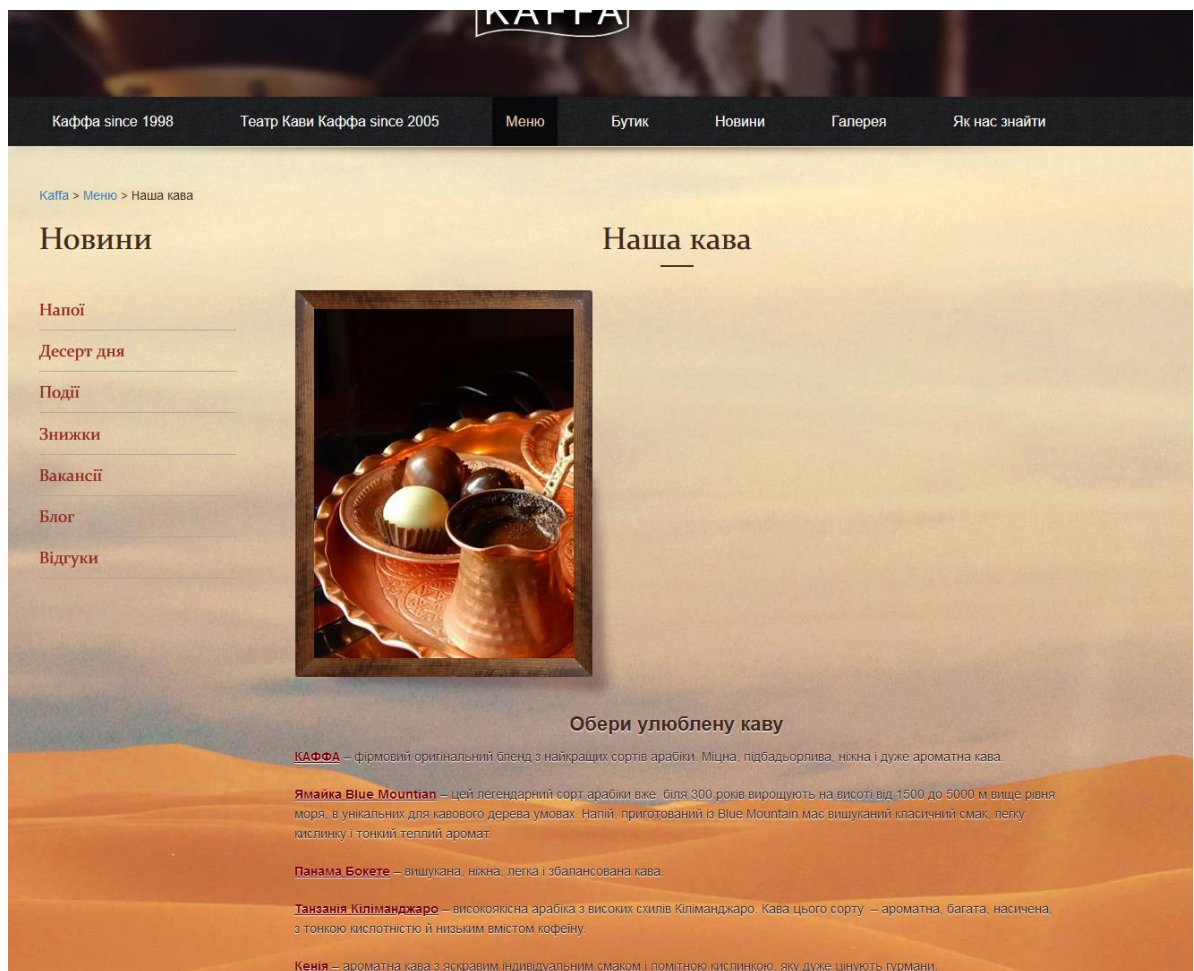 KAFFA
Каффа since 1998
Театр Кави Каффа since 2005
Меню
Бутик
Новини
Галерея
Як нас знайти
Kaffa > Меню > Наша кава
Новини
Наша кава
Напої
Десерт дня
Події
Знижки
Вакансії
Блог
Відгуки
Обери улюблену каву
КАФФА – фірмовий оригінальний бленд з найкращих сортів арабіки. Міцна, підбадьорлива, ніжна і дуже ароматна кава.
Ямайка Blue Mountian – цей легендарний сорт арабіки вже біля 300 років вирощують на висоті від 1500 до 5000 м вище рівня
моря, в унікальних для кавового дерева умовах. Напій, приготований із Blue Mountain має вишуканий класичний смак, легку
кислинку і тонкий теплий аромат.
Панама Бокете – вишукана, ніжна, легка і збалансована кава.
Танзанія Кіліманджаро – високоякісна арабіка з високих схилів Кіліманджаро. Кава цього сорту – ароматна, багата, насичена,
з тонкою кислотністю й низьким вмістом кофеїну.
Кенія – ароматна кава з яскравим індивідуальним смаком і помітною кислинкою, яку дуже цінують гурмани.